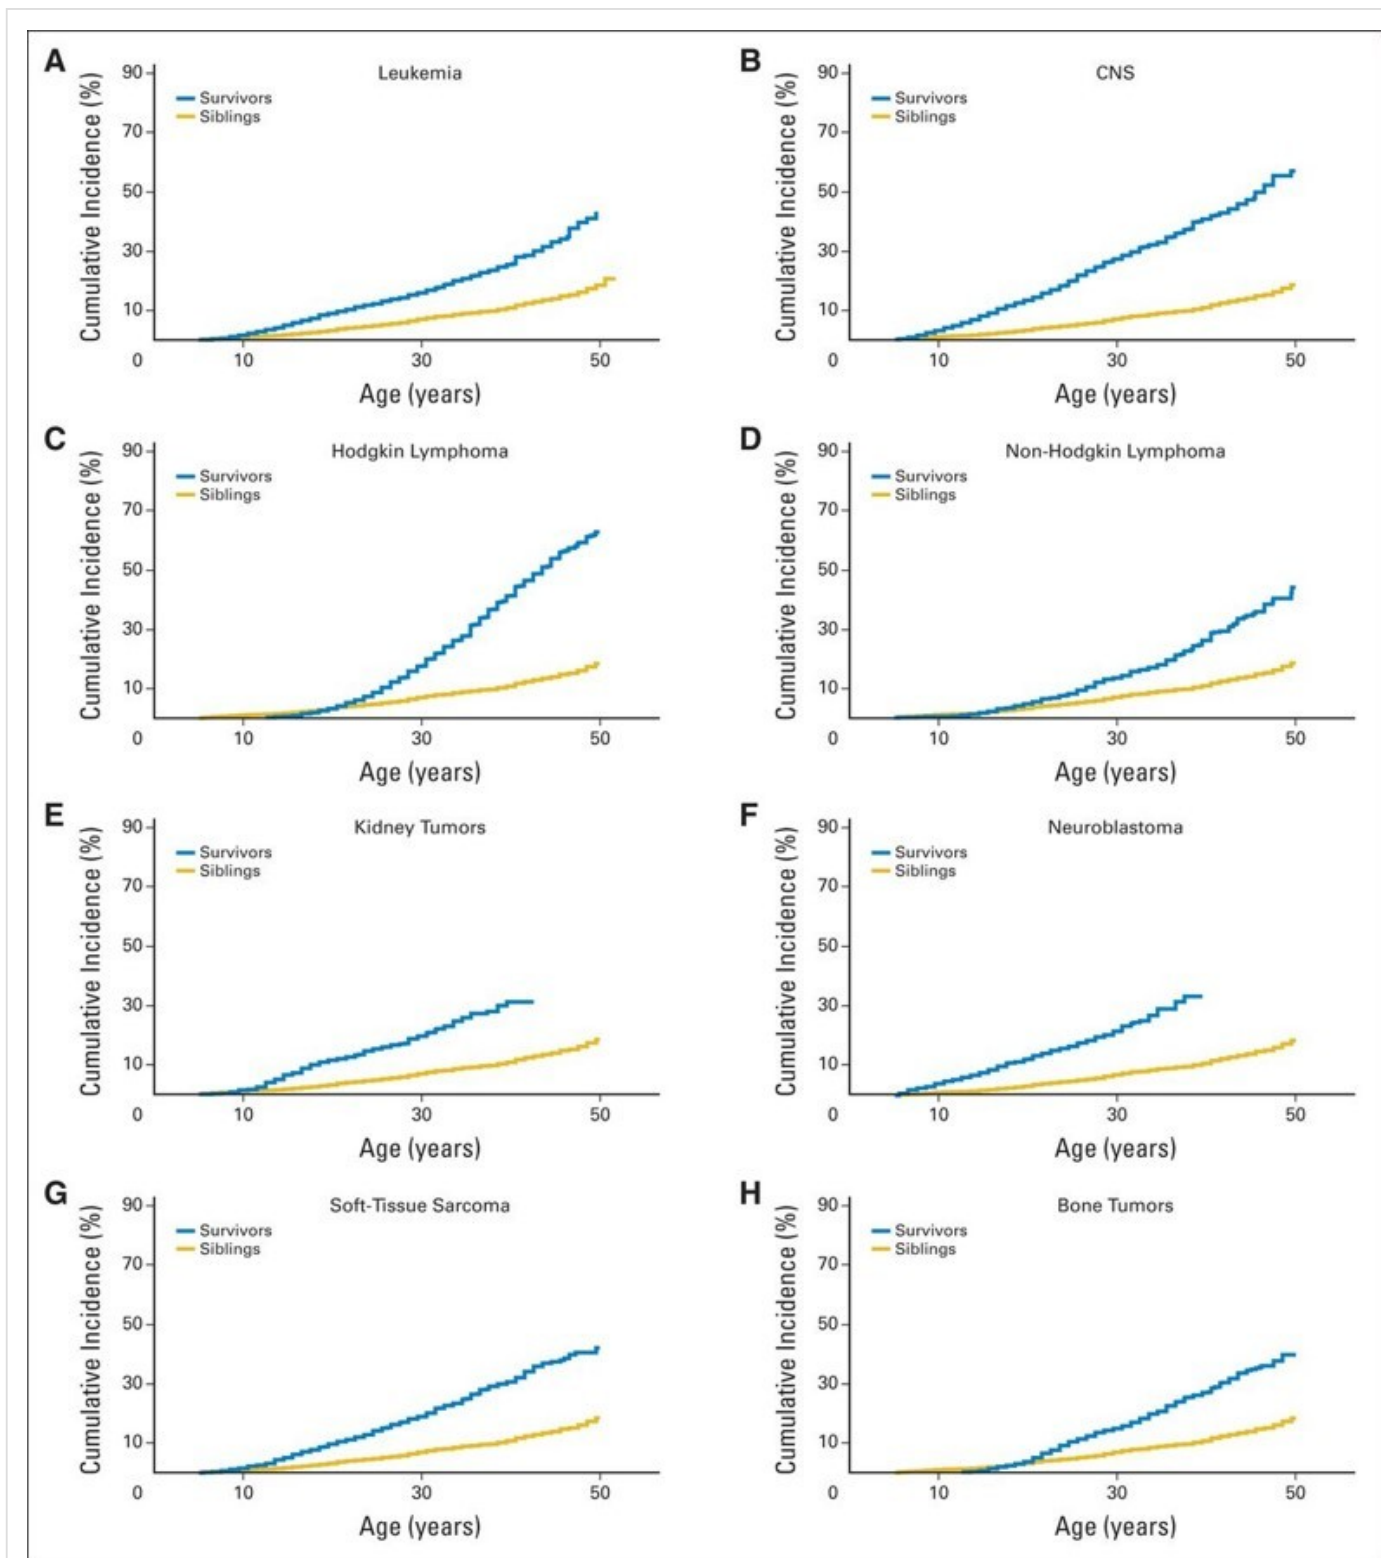 A
Leukemia
Cumulative Incidence (%)
90
70
50
30
10
Survivors
Siblings
0
10
30
50
Age (years)
B
CNS
Cumulative Incidence (%)
90
70
50
30
10
Survivors
Siblings
0
10
30
50
Age (years)
C
Hodgkin Lymphoma
Cumulative Incidence (%)
90
70
50
30
10
Survivors
Siblings
0
10
30
50
Age (years)
D
Non-Hodgkin Lymphoma
Cumulative Incidence (%)
90
70
50
30
10
Survivors
Siblings
0
10
30
50
Age (years)
E
Kidney Tumors
Cumulative Incidence (%)
90
70
50
30
10
Survivors
Siblings
0
10
30
50
Age (years)
F
Neuroblastoma
Cumulative Incidence (%)
90
70
50
30
10
Survivors
Siblings
0
10
30
50
Age (years)
G
Soft-Tissue Sarcoma
Cumulative Incidence (%)
90
70
50
30
10
Survivors
Siblings
0
10
30
50
Age (years)
H
Bone Tumors
Cumulative Incidence (%)
90
70
50
30
10
Survivors
Siblings
0
10
30
50
Age (years)